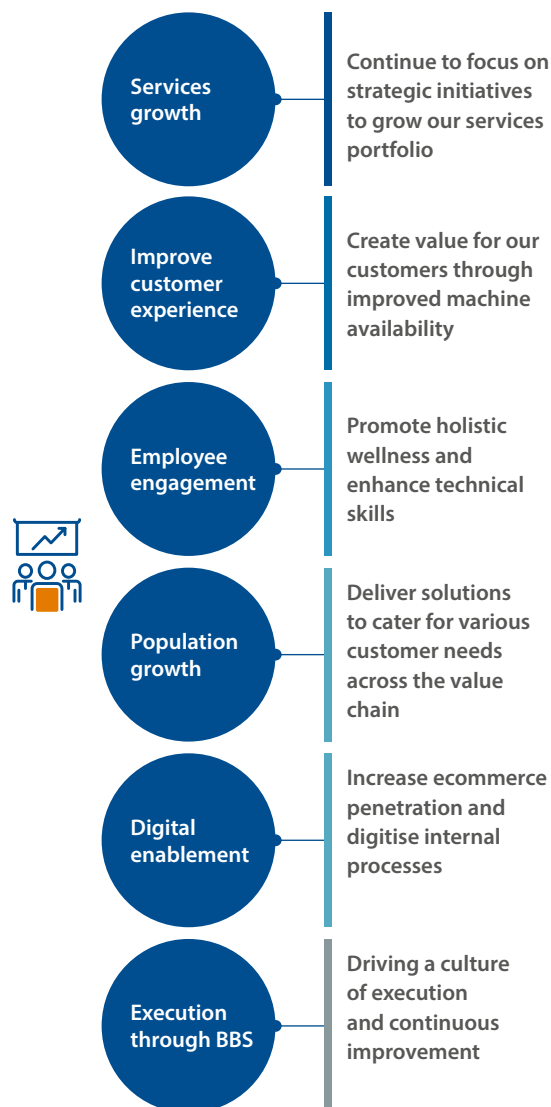 Services
growth
Continue to focus on
strategic initiatives
to grow our services
portfolio
Improve
customer
experience
Create value for our
customers through
improved machine
availability
Employee
engagement
Promote holistic
wellness and
enhance technical
skills
Population
growth
Deliver solutions
to cater for various
customer needs
across the value
chain
Digital
enablement
Increase ecommerce
penetration and
digitise internal
processes
Execution
through BBS
Driving a culture
of execution
and continuous
improvement